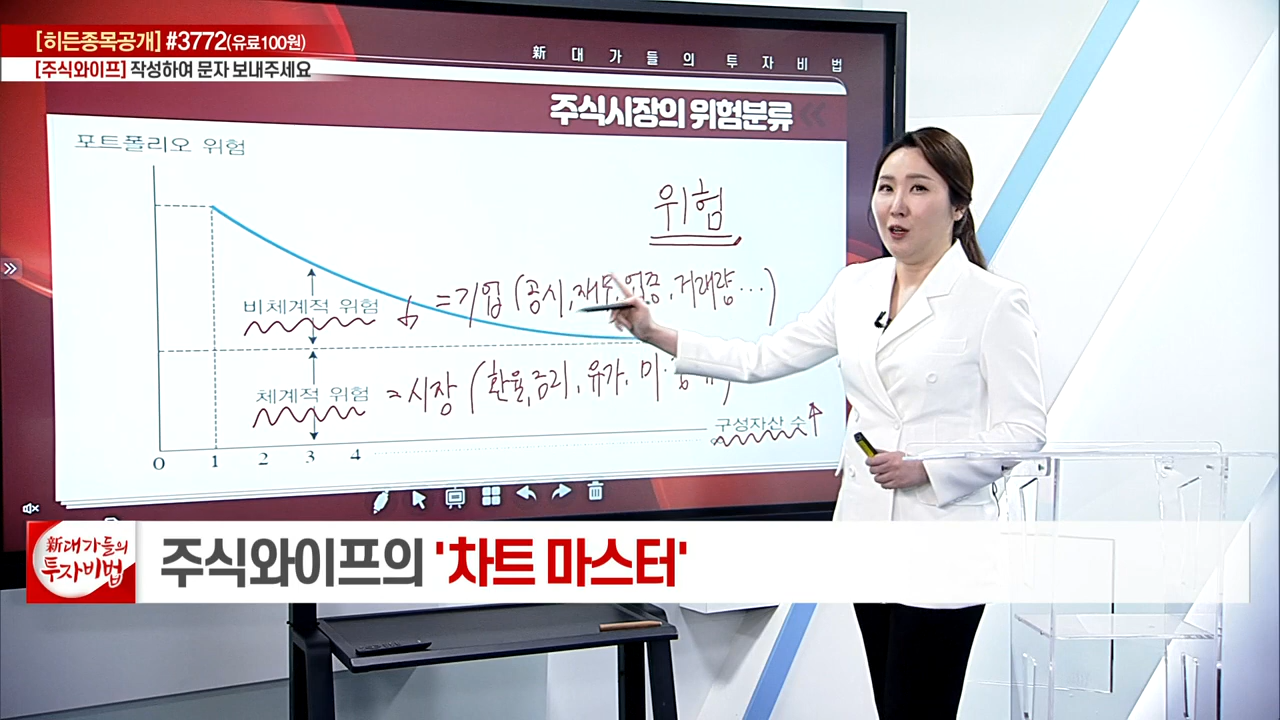 [히든종목공개] #3772(유료100원)
[주식와이프] 작성하여 문자 보내주세요
新대가들의 투자비법
주식시장의 위험분류
포트폴리오 위험
위험
비체계적 위험 = 기업 (공시, 재무, 업종, 거래량...)
체계적 위험 = 시장 (환율, 금리, 유가, 미
구성자산 수
0 1 2 3 4
新대가들의
투자비법
주식와이프의 '차트 마스터'